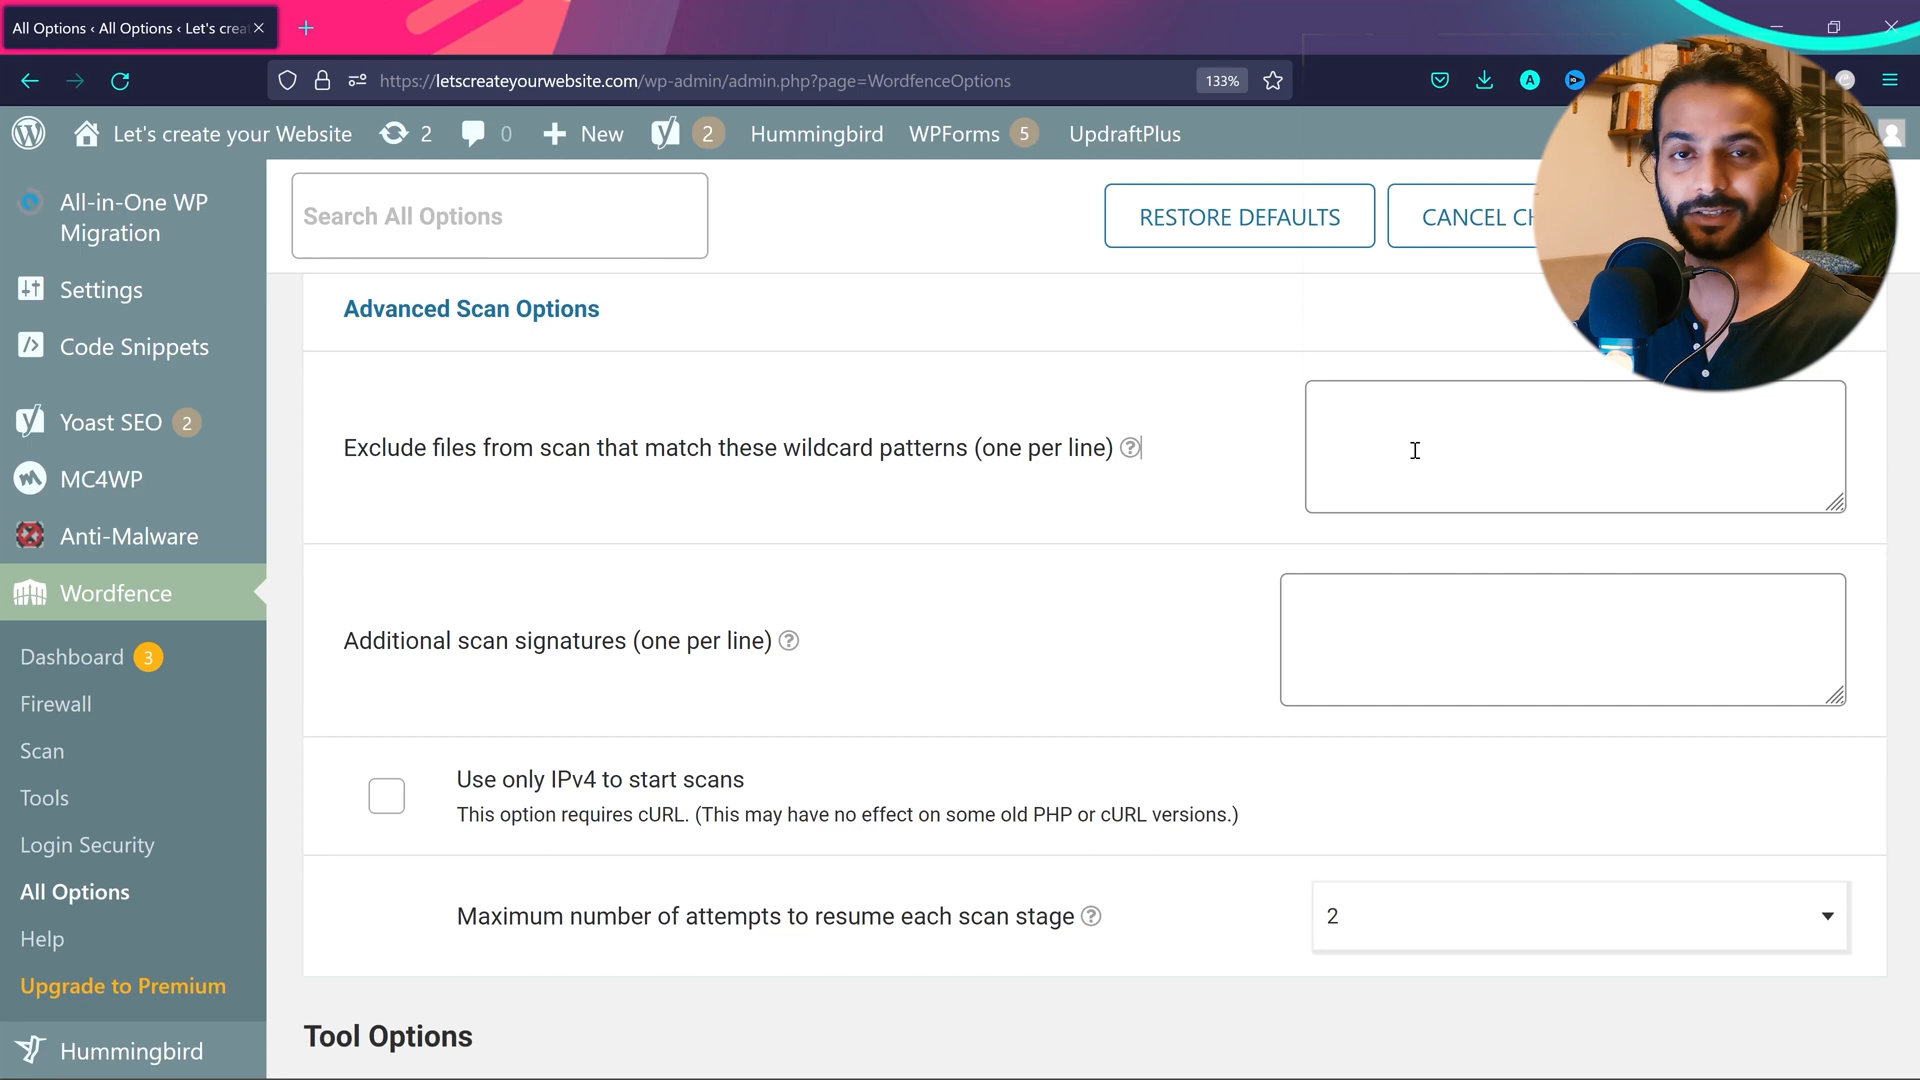 All Options ‹ All Options ‹ Let's crea
https://letscreateyourwebsite.com/wp-admin/admin.php?page=WordfenceOptions
133%
Let's create your Website
2
0
New
2
Hummingbird
WPForms
5
UpdraftPlus
All-in-One WP
Migration
Settings
Code Snippets
Yoast SEO
2
MC4WP
Anti-Malware
Wordfence
Dashboard
3
Firewall
Scan
Tools
Login Security
All Options
Help
Upgrade to Premium
Hummingbird
Search All Options
RESTORE DEFAULTS
CANCEL CH
Advanced Scan Options
Exclude files from scan that match these wildcard patterns (one per line)
Additional scan signatures (one per line)
Use only IPv4 to start scans
This option requires cURL. (This may have no effect on some old PHP or cURL versions.)
Maximum number of attempts to resume each scan stage
2
Tool Options